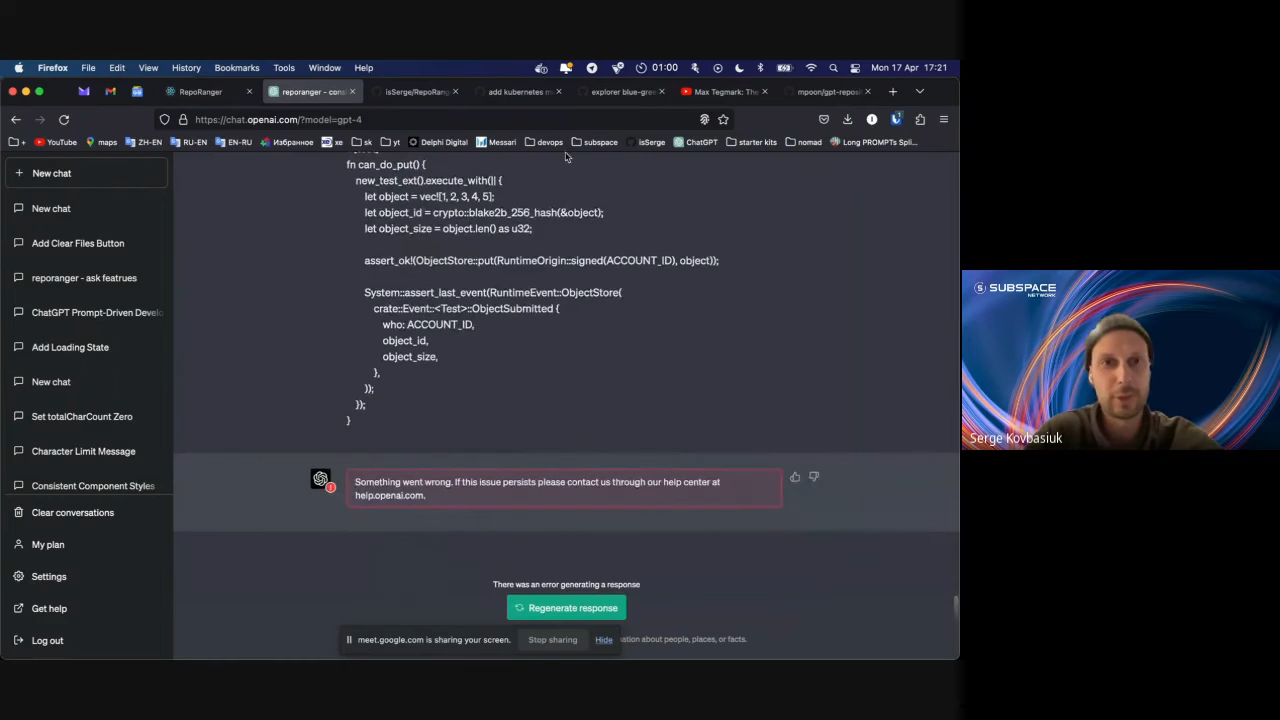 Firefox File Edit View History Bookmarks Tools Window Help 01:00 Mon 17 Apr 17:21
RepoRanger reporanger - cons isSerge/RepoRang add kubernetes m explorer blue-gre Max Tegmark: The mpoon/gpt-reposi
https://chat.openai.com/?model=gpt-4
YouTube maps ZH-EN RU-EN EN-RU Избранное xe sk yt Delphi Digital Messari devops subspace isSerge ChatGPT starter kits nomad Long PROMPTs Spli...
New chat
New chat
Add Clear Files Button
reporanger - ask featrues
ChatGPT Prompt-Driven Develo
Add Loading State
New chat
Set totalCharCount Zero
Character Limit Message
Consistent Component Styles
Clear conversations
My plan
Settings
Get help
Log out
fn can_do_put() {
new_test_ext().execute_with(|| {
let object = vec![1, 2, 3, 4, 5];
let object_id = crypto::blake2b_256_hash(&object);
let object_size = object.len() as u32;
assert_ok!(ObjectStore::put(RuntimeOrigin::signed(ACCOUNT_ID), object));
System::assert_last_event(RuntimeEvent::ObjectStore(
crate::Event::<Test>::ObjectSubmitted {
who: ACCOUNT_ID,
object_id,
object_size,
},
));
});
}
Something went wrong. If this issue persists please contact us through our help center at
help.openai.com.
There was an error generating a response
Regenerate response
meet.google.com is sharing your screen. Stop sharing Hide ation about people, places, or facts.
SUBSPACE
NETWORK
Serge Kovbasiuk